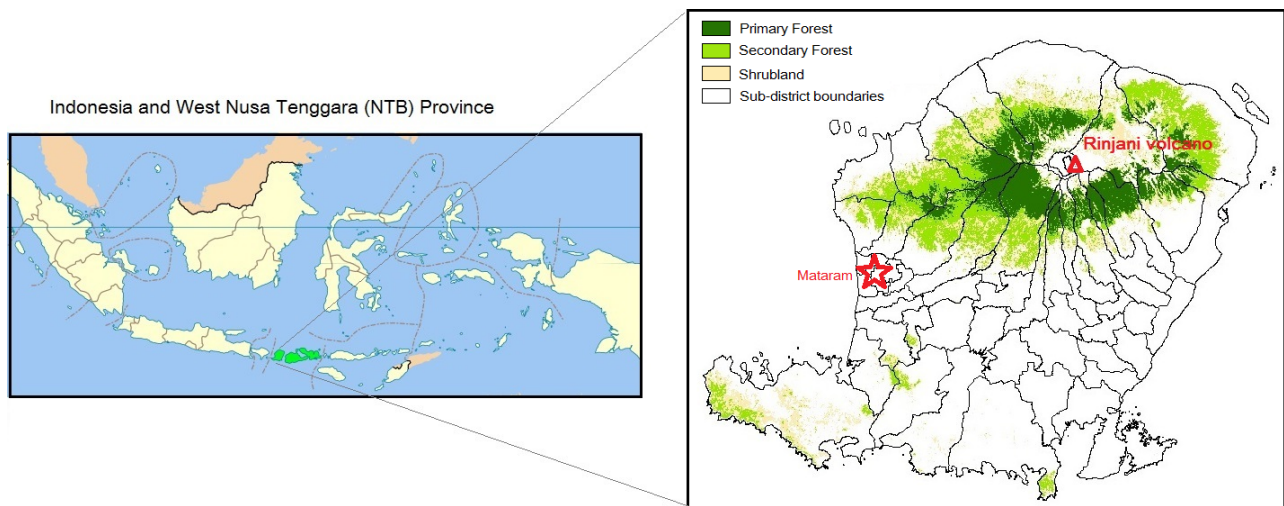 Indonesia and West Nusa Tenggara (NTB) Province
Primary Forest
Secondary Forest
Shrubland
Sub-district boundaries
Rinjani volcano
Mataram